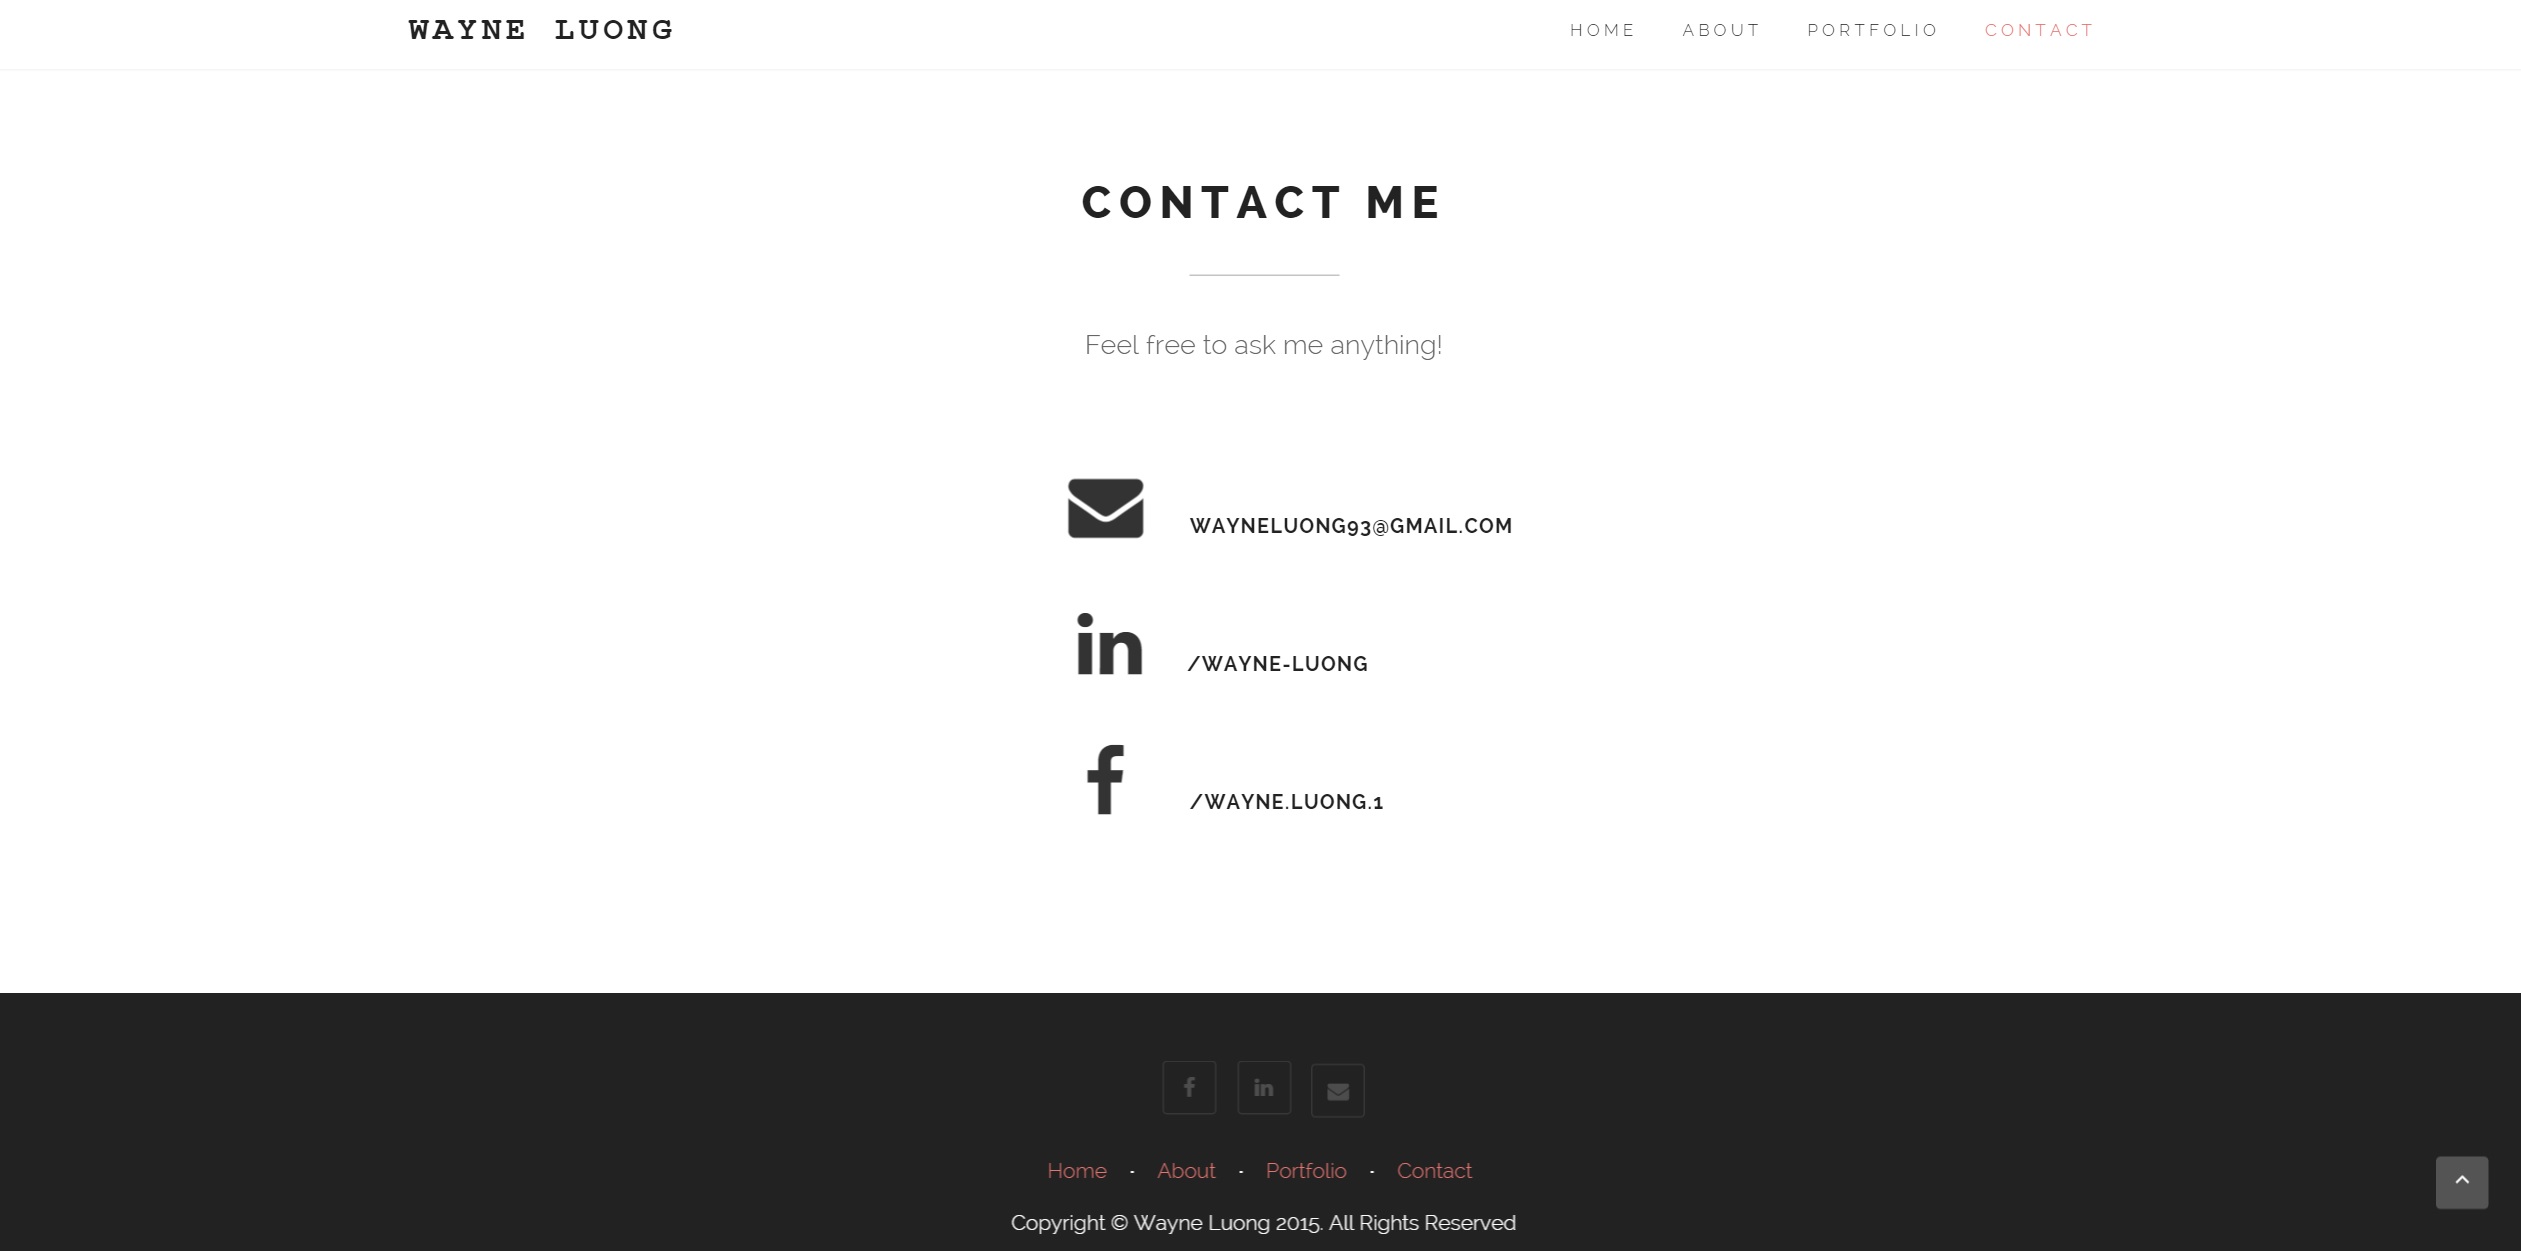 WAYNE LUONG
HOME ABOUT PORTFOLIO CONTACT
CONTACT ME
Feel free to ask me anything!
WAYNELUONG93@GMAIL.COM
/WAYNE-LUONG
/WAYNE.LUONG.1
Home · About · Portfolio · Contact
Copyright © Wayne Luong 2015. All Rights Reserved